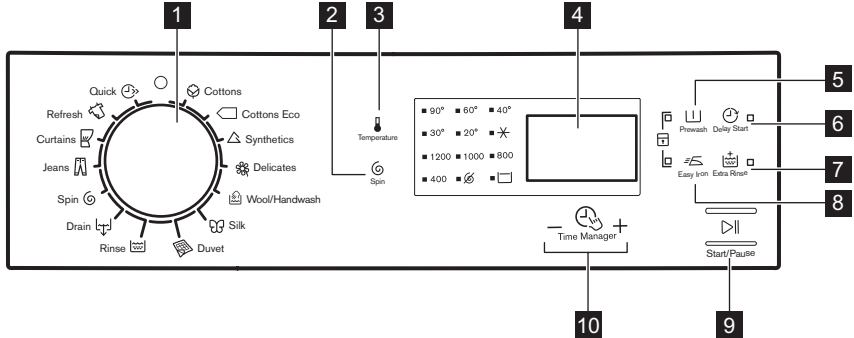 1
2
3
4
5
6
7
8
9
10
Quick
Cottons
Refresh
Cottons Eco
Curtains
Synthetics
Jeans
Delicates
Spin
Wool/Handwash
Drain
Silk
Rinse
Duvet
Temperature
Spin
90° 60° 40°
30° 20°
1200 1000 800
400
Prewash
Delay Start
Easy Iron
Extra Rinse
− Time Manager +
Start/Pause